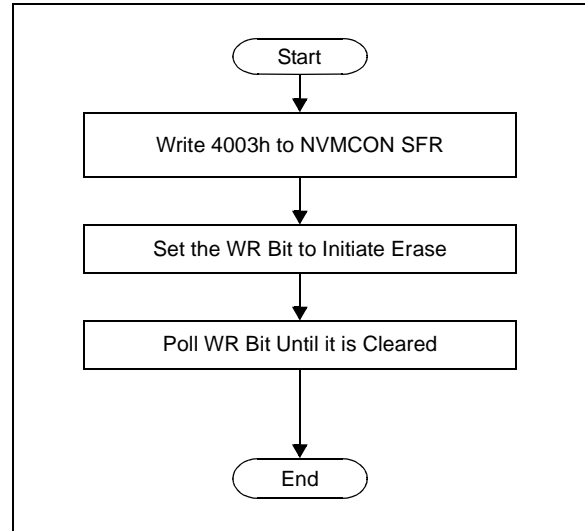 Start
Write 4003h to NVMCON SFR
Set the WR Bit to Initiate Erase
Poll WR Bit Until it is Cleared
End